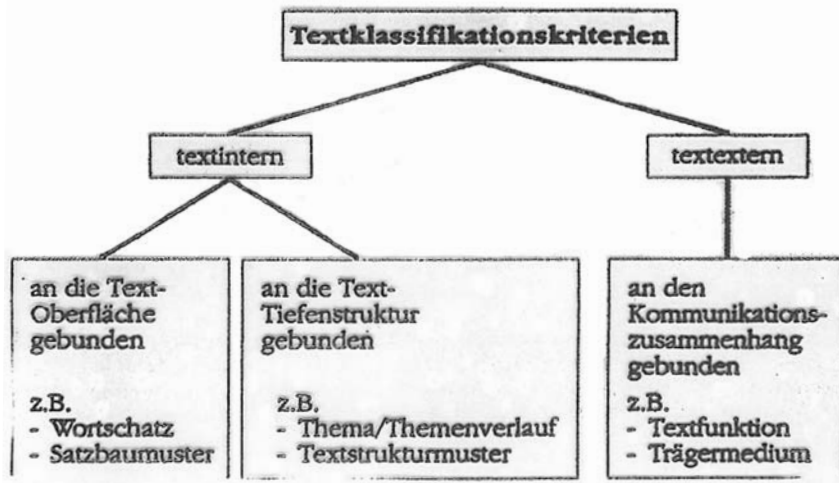 Textklassifikationskriterien
textintern
textextern
an die Text-
Oberfläche
gebunden
z.B.
- Wortschatz
- Satzbaumuster
an die Text-
Tiefenstruktur
gebunden
z.B.
- Thema/Themenverlauf
- Textstrukturmuster
an den
Kommunikations-
zusammenhang
gebunden
z.B.
- Textfunktion
- Trägermedium